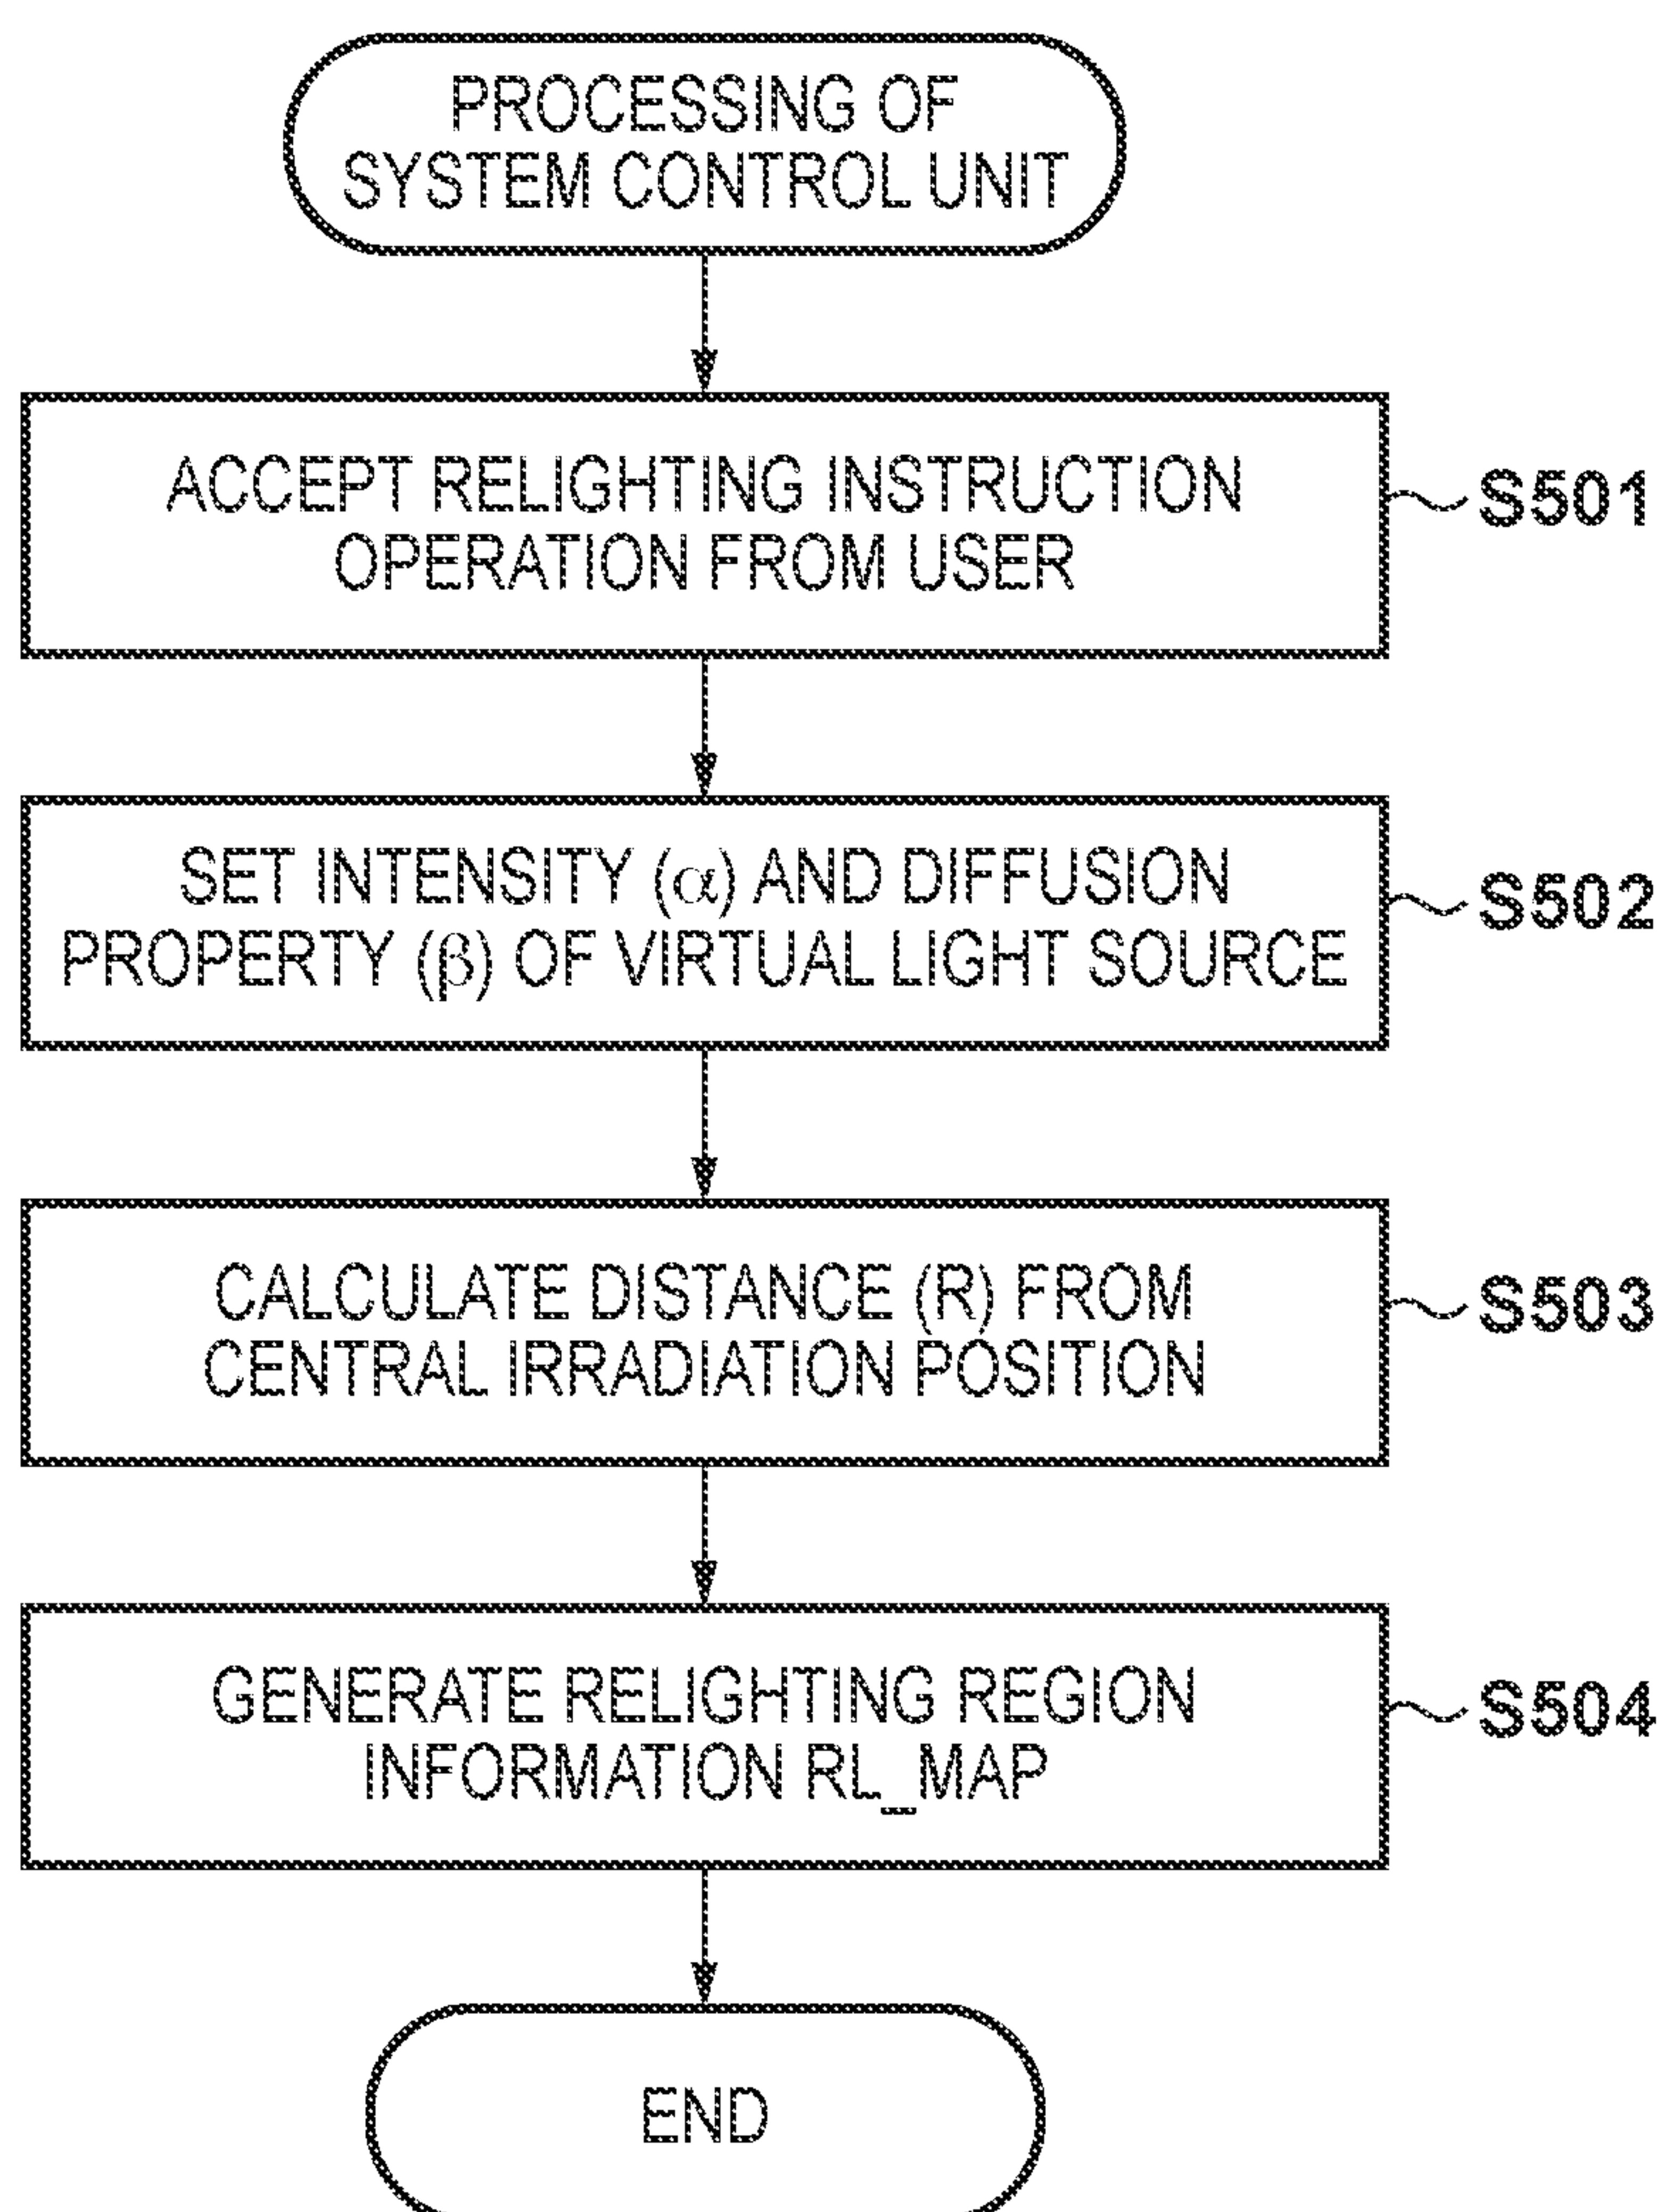 PROCESSING OF
SYSTEM CONTROL UNIT
ACCEPT RELIGHTING INSTRUCTION
OPERATION FROM USER
S501
SET INTENSITY (α) AND DIFFUSION
PROPERTY (β) OF VIRTUAL LIGHT SOURCE
S502
CALCULATE DISTANCE (R) FROM
CENTRAL IRRADIATION POSITION
S503
GENERATE RELIGHTING REGION
INFORMATION RL_MAP
S504
END